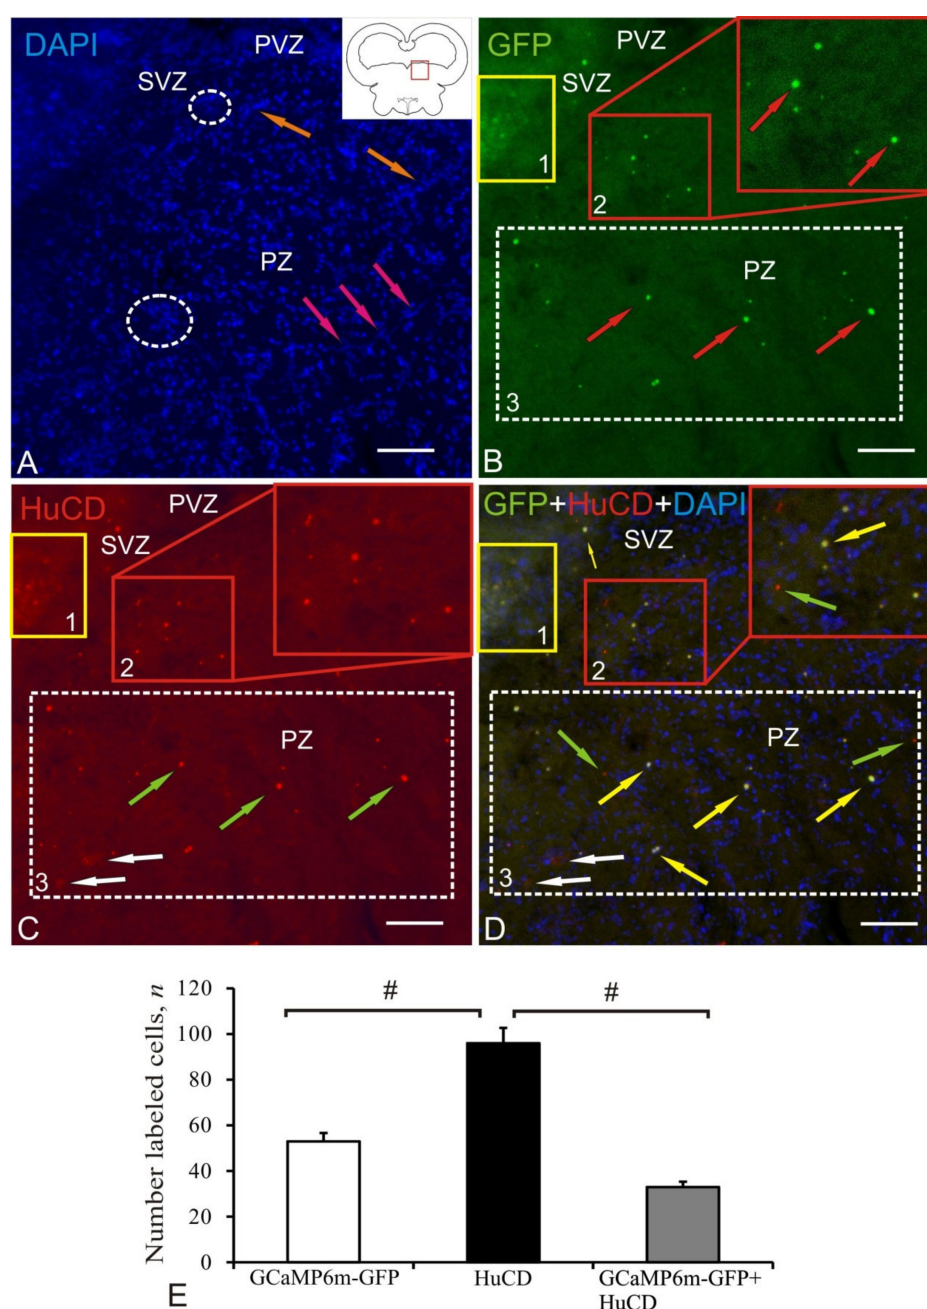 DAPI
PVZ
SVZ
PZ
A
GFP
PVZ
SVZ
1
2
PZ
3
B
HuCD
PVZ
SVZ
1
2
PZ
3
C
GFP+HuCD+DAPI
SVZ
1
2
PZ
3
D
Number labeled cells, n
120
100
80
60
40
20
0
#
#
GCaMP6m-GFP
HuCD
GCaMP6m-GFP+
HuCD
E